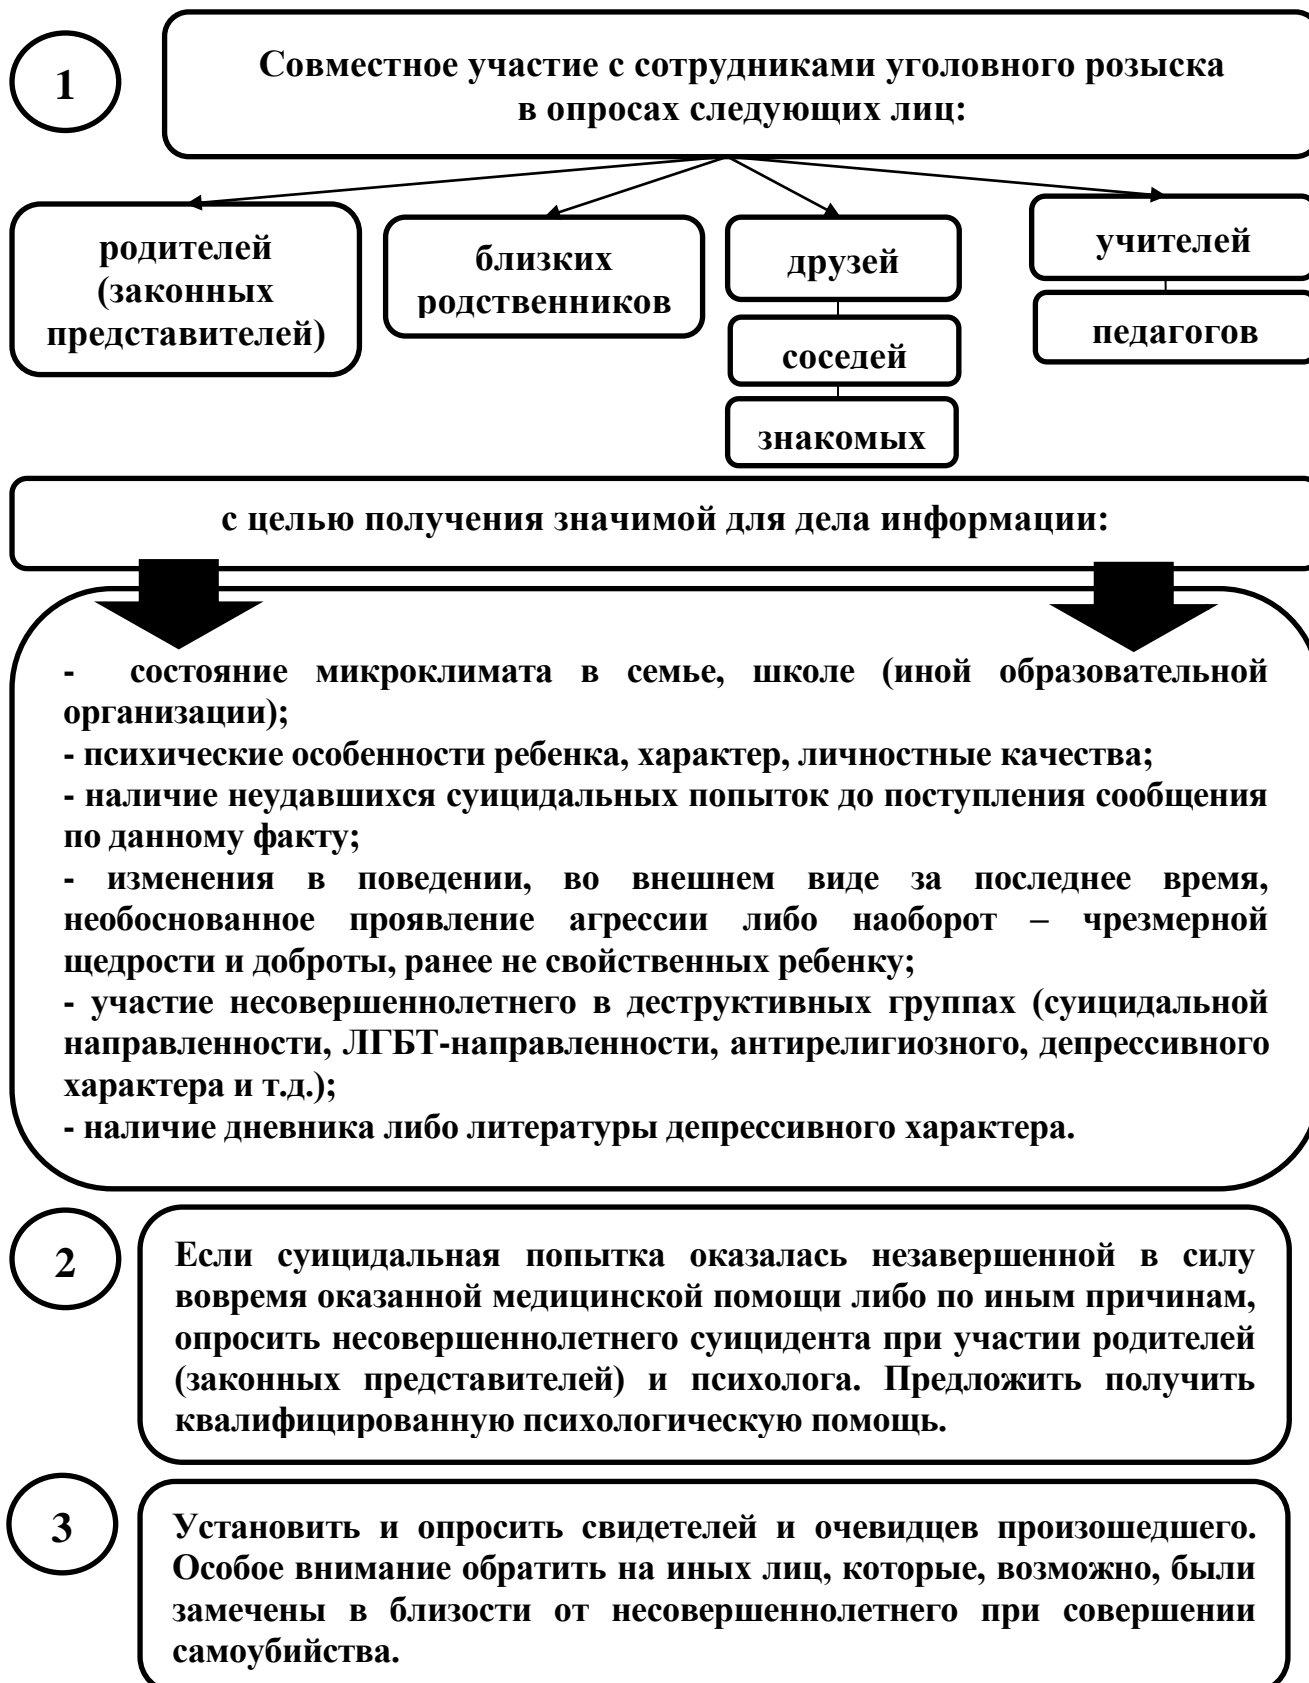 1
Совместное участие с сотрудниками уголовного розыска
в опросах следующих лиц:
родителей
(законных
представителей)
близких
родственников
друзей
соседей
знакомых
учителей
педагогов
с целью получения значимой для дела информации:
- состояние микроклимата в семье, школе (иной образовательной
организации);
- психические особенности ребенка, характер, личностные качества;
- наличие неудавшихся суицидальных попыток до поступления сообщения
по данному факту;
- изменения в поведении, во внешнем виде за последнее время,
необоснованное проявление агрессии либо наоборот – чрезмерной
щедрости и доброты, ранее не свойственных ребенку;
- участие несовершеннолетнего в деструктивных группах (суицидальной
направленности, ЛГБТ-направленности, антирелигиозного, депрессивного
характера и т.д.);
- наличие дневника либо литературы депрессивного характера.
2
Если суицидальная попытка оказалась незавершенной в силу
вовремя оказанной медицинской помощи либо по иным причинам,
опросить несовершеннолетнего суицидента при участии родителей
(законных представителей) и психолога. Предложить получить
квалифицированную психологическую помощь.
3
Установить и опросить свидетелей и очевидцев произошедшего.
Особое внимание обратить на иных лиц, которые, возможно, были
замечены в близости от несовершеннолетнего при совершении
самоубийства.